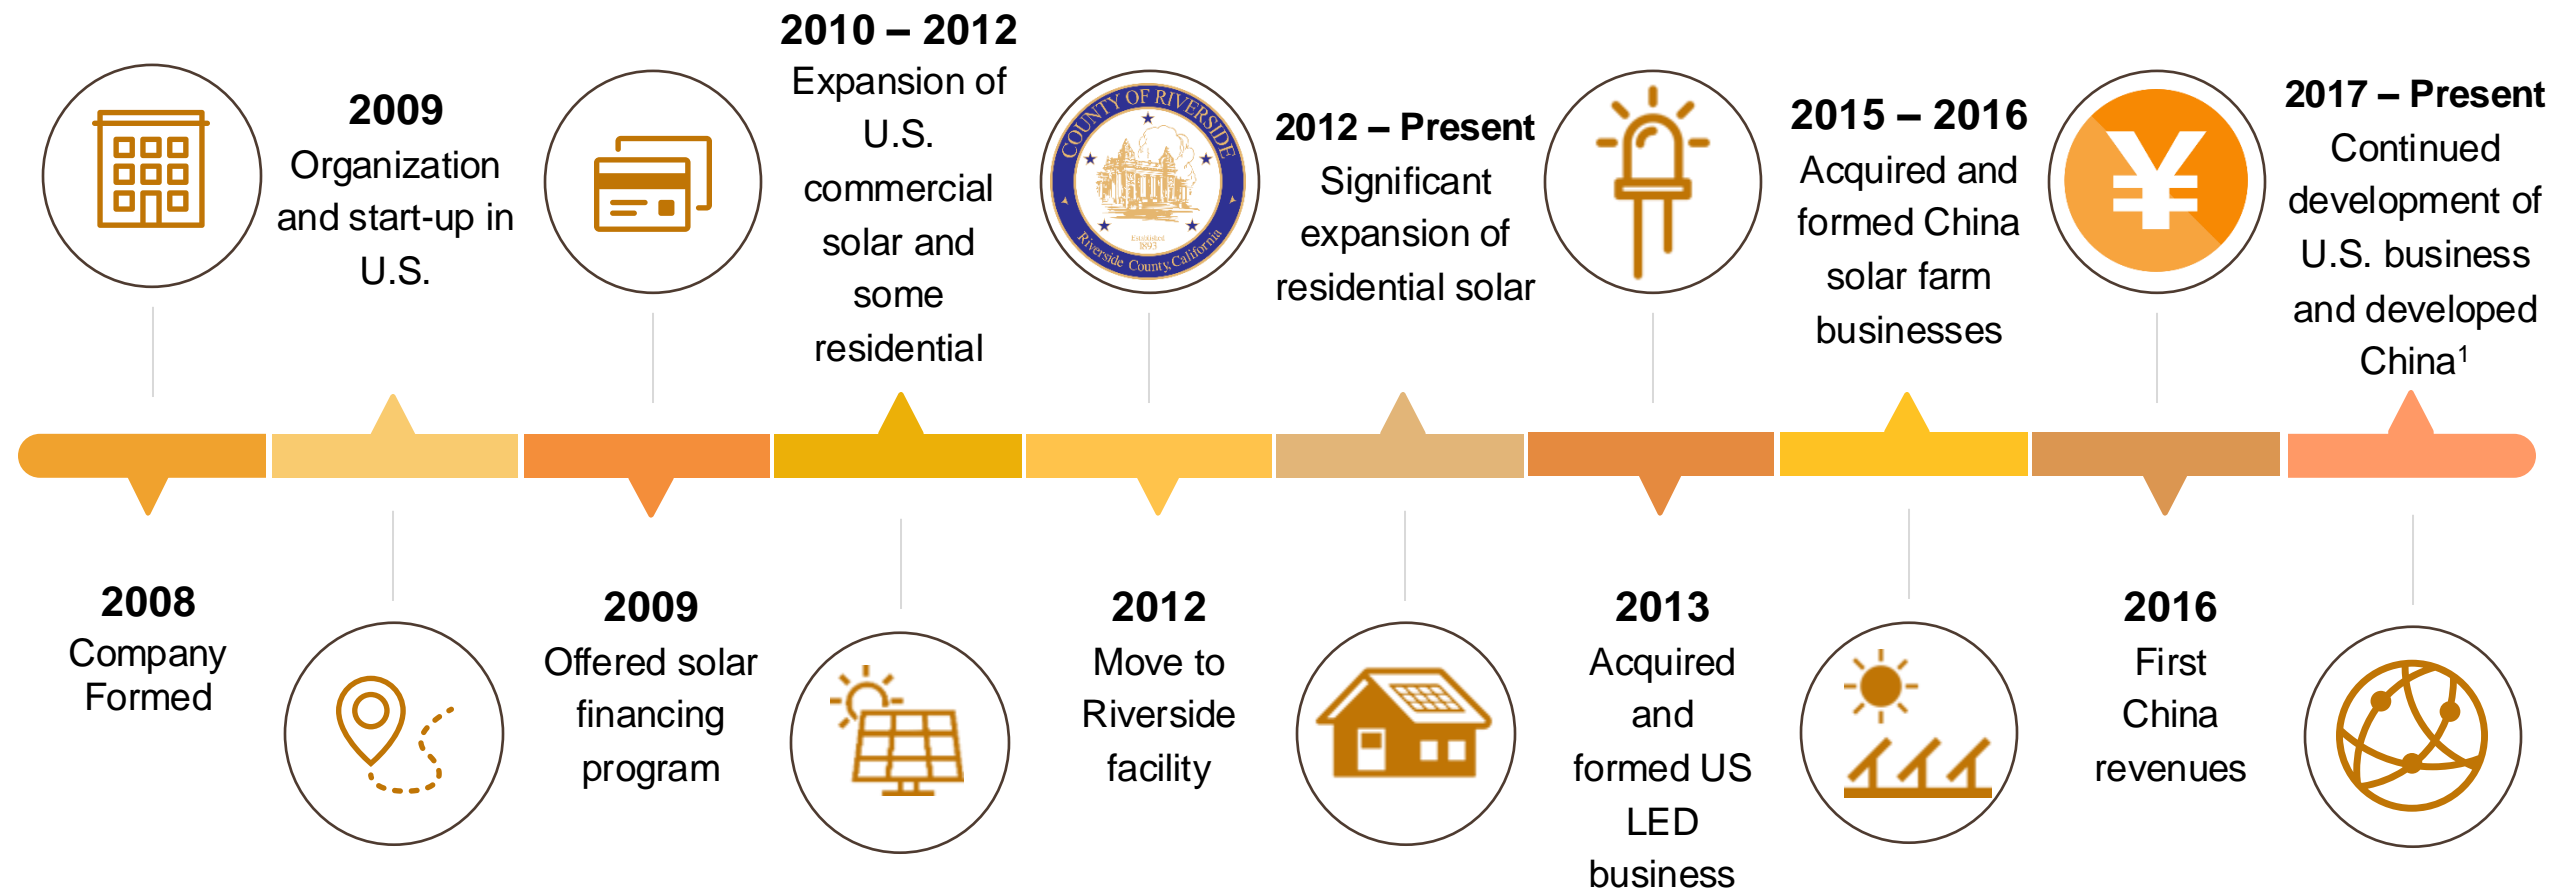 2008
Company
Formed
2009
Organization
and start-up in
U.S.
2009
Offered solar
financing
program
2010 – 2012
Expansion of
U.S.
commercial
solar and
some
residential
COUNTY OF RIVERSIDE
Established
1893
Riverside County, California
2012
Move to
Riverside
facility
2012 – Present
Significant
expansion of
residential solar
2013
Acquired
and
formed US
LED
business
2015 – 2016
Acquired and
formed China
solar farm
businesses
¥
2016
First
China
revenues
2017 – Present
Continued
development of
U.S. business
and developed
China¹